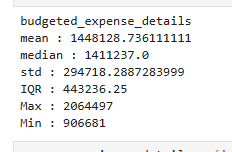 budgeted_expense_details
mean : 1448128.736111111
median : 1411237.0
std : 294718.2887283999
IQR : 443236.25
Max : 2064497
Min : 906681